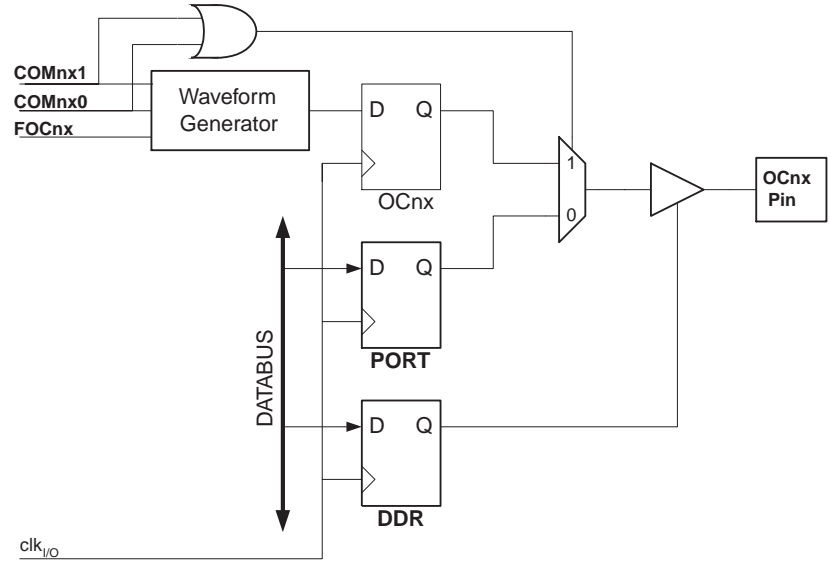 COMnx1
COMnx0
FOCnx
Waveform
Generator
D Q
OCnx
1
0
OCnx
Pin
D Q
PORT
DATABUS
D Q
DDR
clkI/O